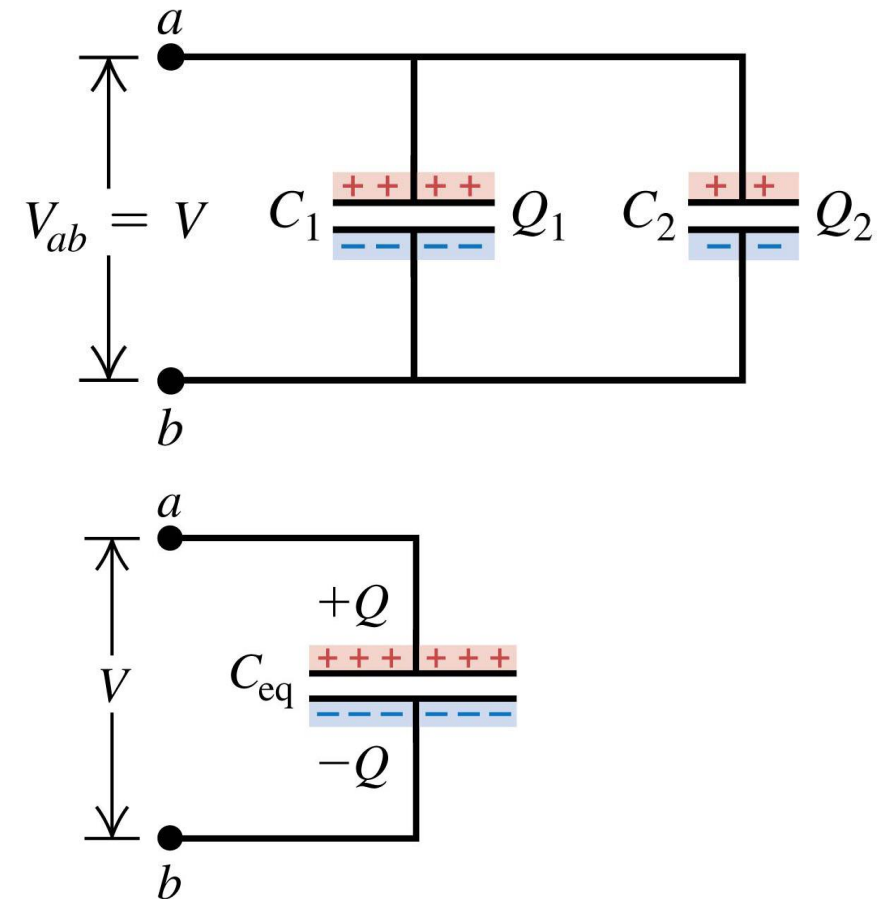 a
+ + + + + +
V_ab = V C_1 Q_1 C_2 Q_2
− − − − − −
b
a
+Q
+ + + + + +
C_eq
V
− − − − − −
−Q
b